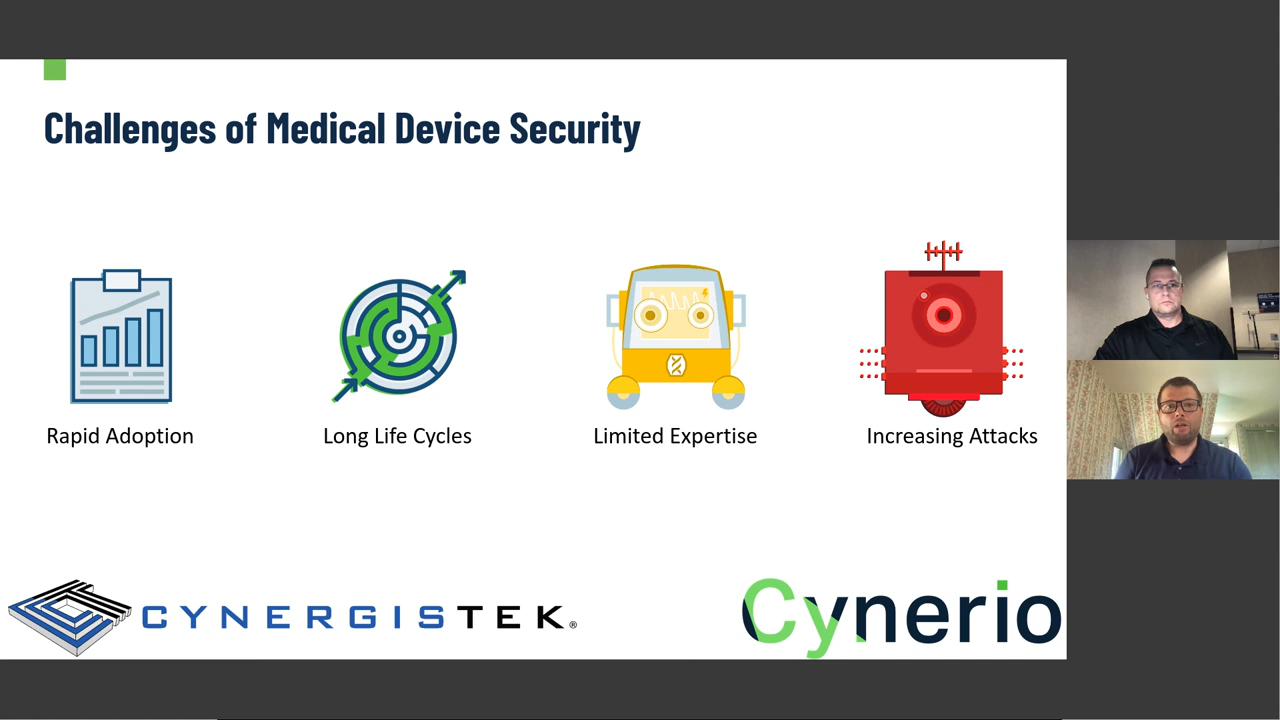 Challenges of Medical Device Security
Rapid Adoption
Long Life Cycles
Limited Expertise
Increasing Attacks
CYNERGISTEK®
Cynerio